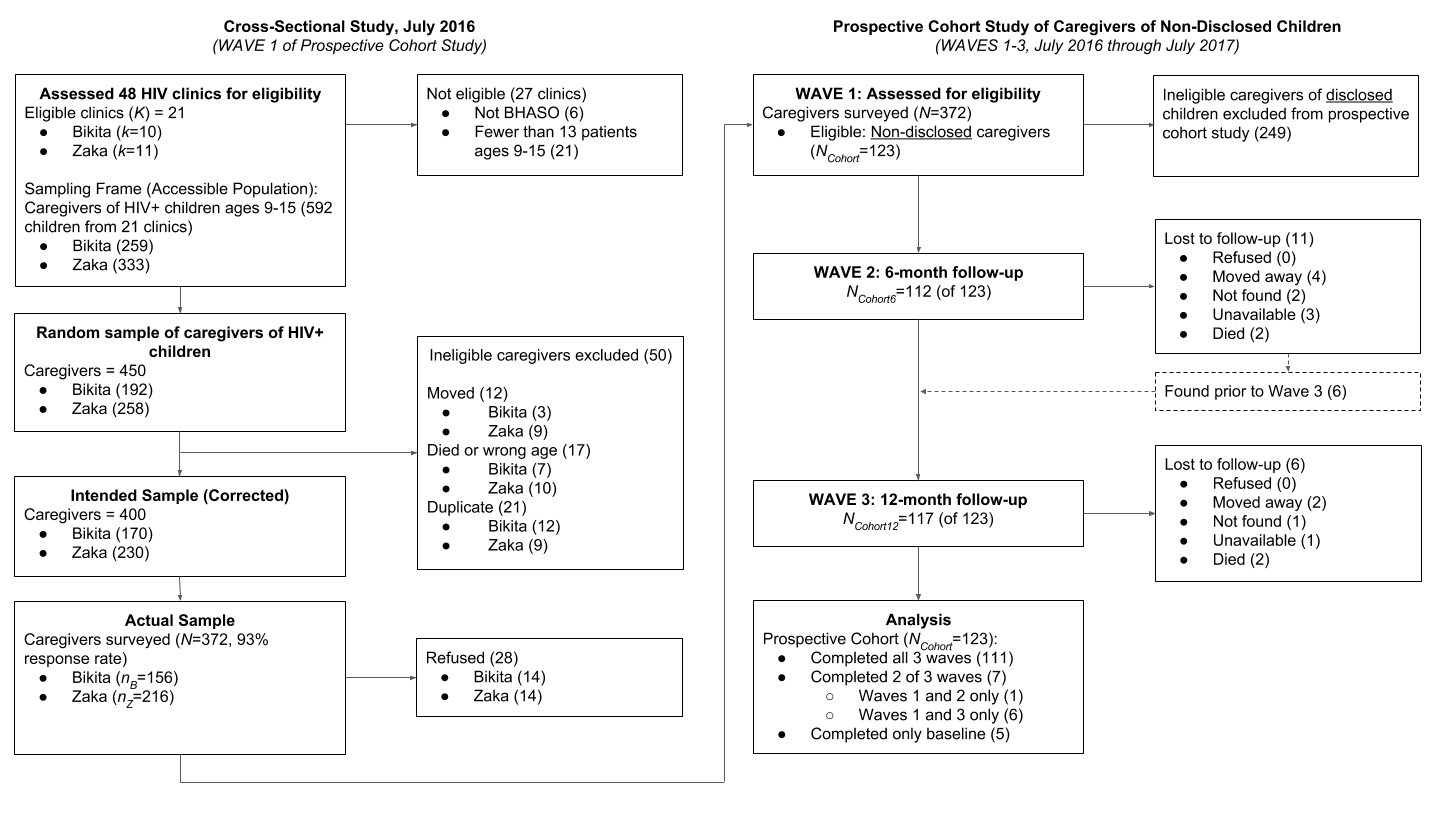 Cross-Sectional Study, July 2016
(WAVE 1 of Prospective Cohort Study)
Assessed 48 HIV clinics for eligibility
Eligible clinics (K) = 21
● Bikita (k=10)
● Zaka (k=11)
Sampling Frame (Accessible Population):
Caregivers of HIV+ children ages 9-15 (592
children from 21 clinics)
● Bikita (259)
● Zaka (333)
Not eligible (27 clinics)
● Not BHASO (6)
● Fewer than 13 patients
ages 9-15 (21)
Random sample of caregivers of HIV+
children
Caregivers = 450
● Bikita (192)
● Zaka (258)
Ineligible caregivers excluded (50)
Moved (12)
● Bikita (3)
● Zaka (9)
Died or wrong age (17)
● Bikita (7)
● Zaka (10)
Duplicate (21)
● Bikita (12)
● Zaka (9)
Intended Sample (Corrected)
Caregivers = 400
● Bikita (170)
● Zaka (230)
Actual Sample
Caregivers surveyed (N=372, 93%
response rate)
● Bikita (nB=156)
● Zaka (nZ=216)
Refused (28)
● Bikita (14)
● Zaka (14)
Prospective Cohort Study of Caregivers of Non-Disclosed Children
(WAVES 1-3, July 2016 through July 2017)
WAVE 1: Assessed for eligibility
Caregivers surveyed (N=372)
● Eligible: Non-disclosed caregivers
(NCohort=123)
Ineligible caregivers of disclosed
children excluded from prospective
cohort study (249)
WAVE 2: 6-month follow-up
NCohort6=112 (of 123)
Lost to follow-up (11)
● Refused (0)
● Moved away (4)
● Not found (2)
● Unavailable (3)
● Died (2)
Found prior to Wave 3 (6)
WAVE 3: 12-month follow-up
NCohort12=117 (of 123)
Lost to follow-up (6)
● Refused (0)
● Moved away (2)
● Not found (1)
● Unavailable (1)
● Died (2)
Analysis
Prospective Cohort (NCohort=123):
● Completed all 3 waves (111)
● Completed 2 of 3 waves (7)
○ Waves 1 and 2 only (1)
○ Waves 1 and 3 only (6)
● Completed only baseline (5)